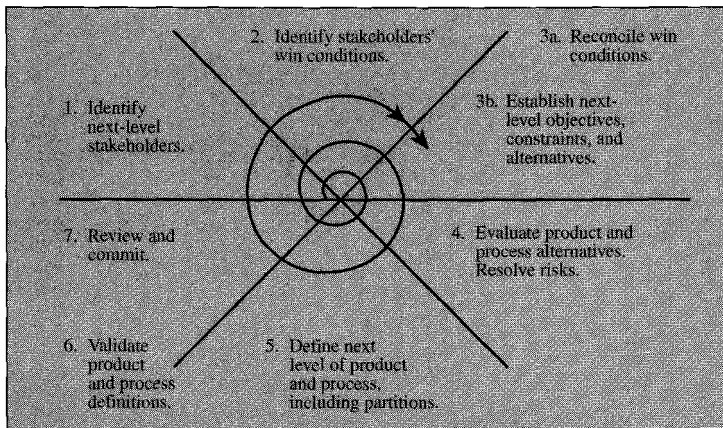 2. Identify stakeholders'
win conditions.
3a. Reconcile win
conditions.
1. Identify
next-level
stakeholders.
3b. Establish next-
level objectives,
constraints, and
alternatives.
7. Review and
commit.
4. Evaluate product and
process alternatives.
Resolve risks.
6. Validate
product
and process
definitions.
5. Define next
level of product
and process,
including partitions.